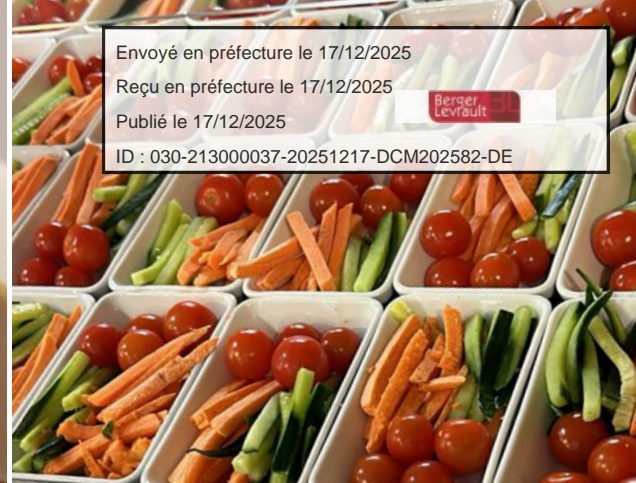 Envoyé en préfecture le 17/12/2025
Reçu en préfecture le 17/12/2025
Berger
Levrault
Publié le 17/12/2025
ID : 030-213000037-20251217-DCM202582-DE